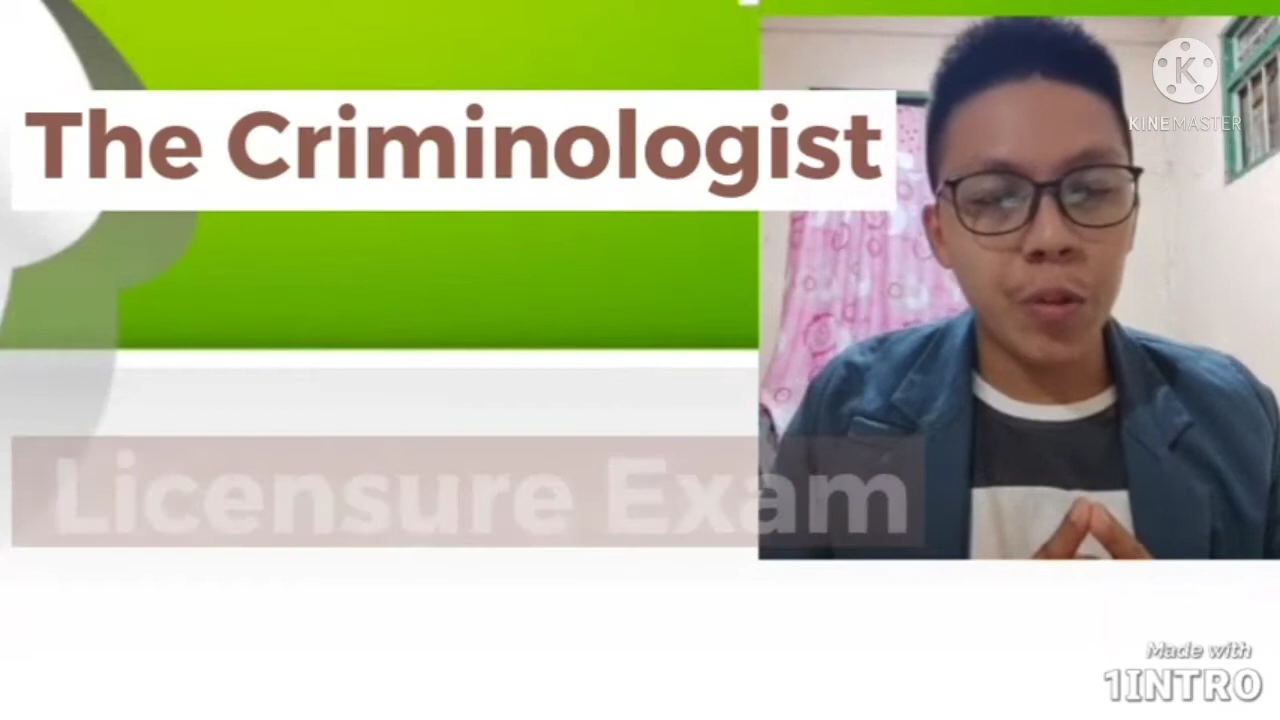 The Criminologist
K
KINEMASTER
Licensure Exam
Made with
1INTRO